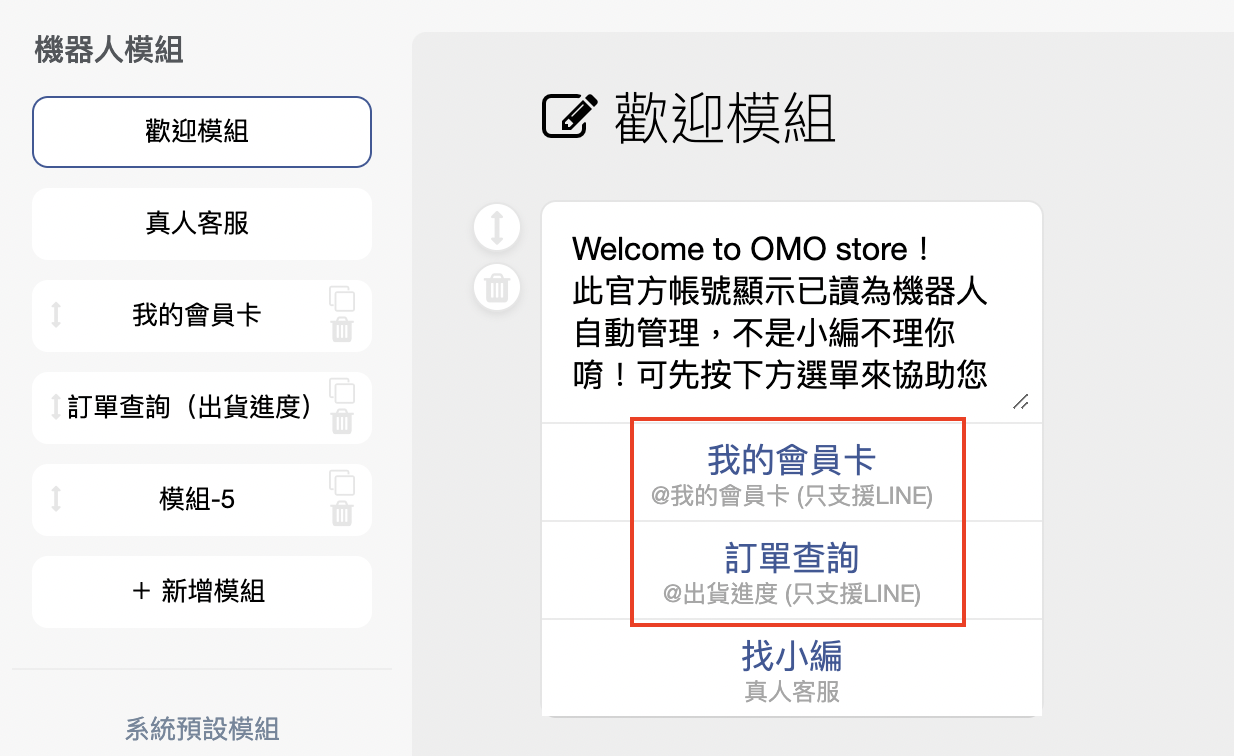 機器人模組
歡迎模組
真人客服
我的會員卡
訂單查詢（出貨進度）
模組-5
＋ 新增模組
系統預設模組
歡迎模組
Welcome to OMO store！
此官方帳號顯示已讀為機器人
自動管理，不是小編不理你
唷！可先按下方選單來協助您
我的會員卡
@我的會員卡 (只支援LINE)
訂單查詢
@出貨進度 (只支援LINE)
找小編
真人客服